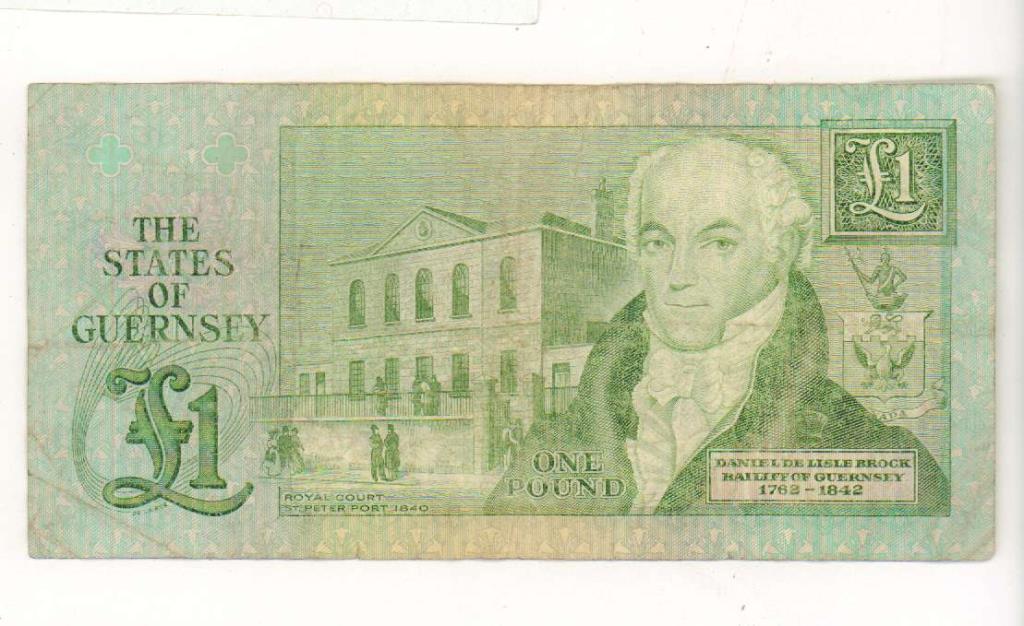 THE
STATES
OF
GUERNSEY
£1
£1
ROYAL COURT
ST. PETER PORT 1840
ONE
POUND
DANIEL DE LISLE BROCK
BAILIFF OF GUERNSEY
1762 - 1842